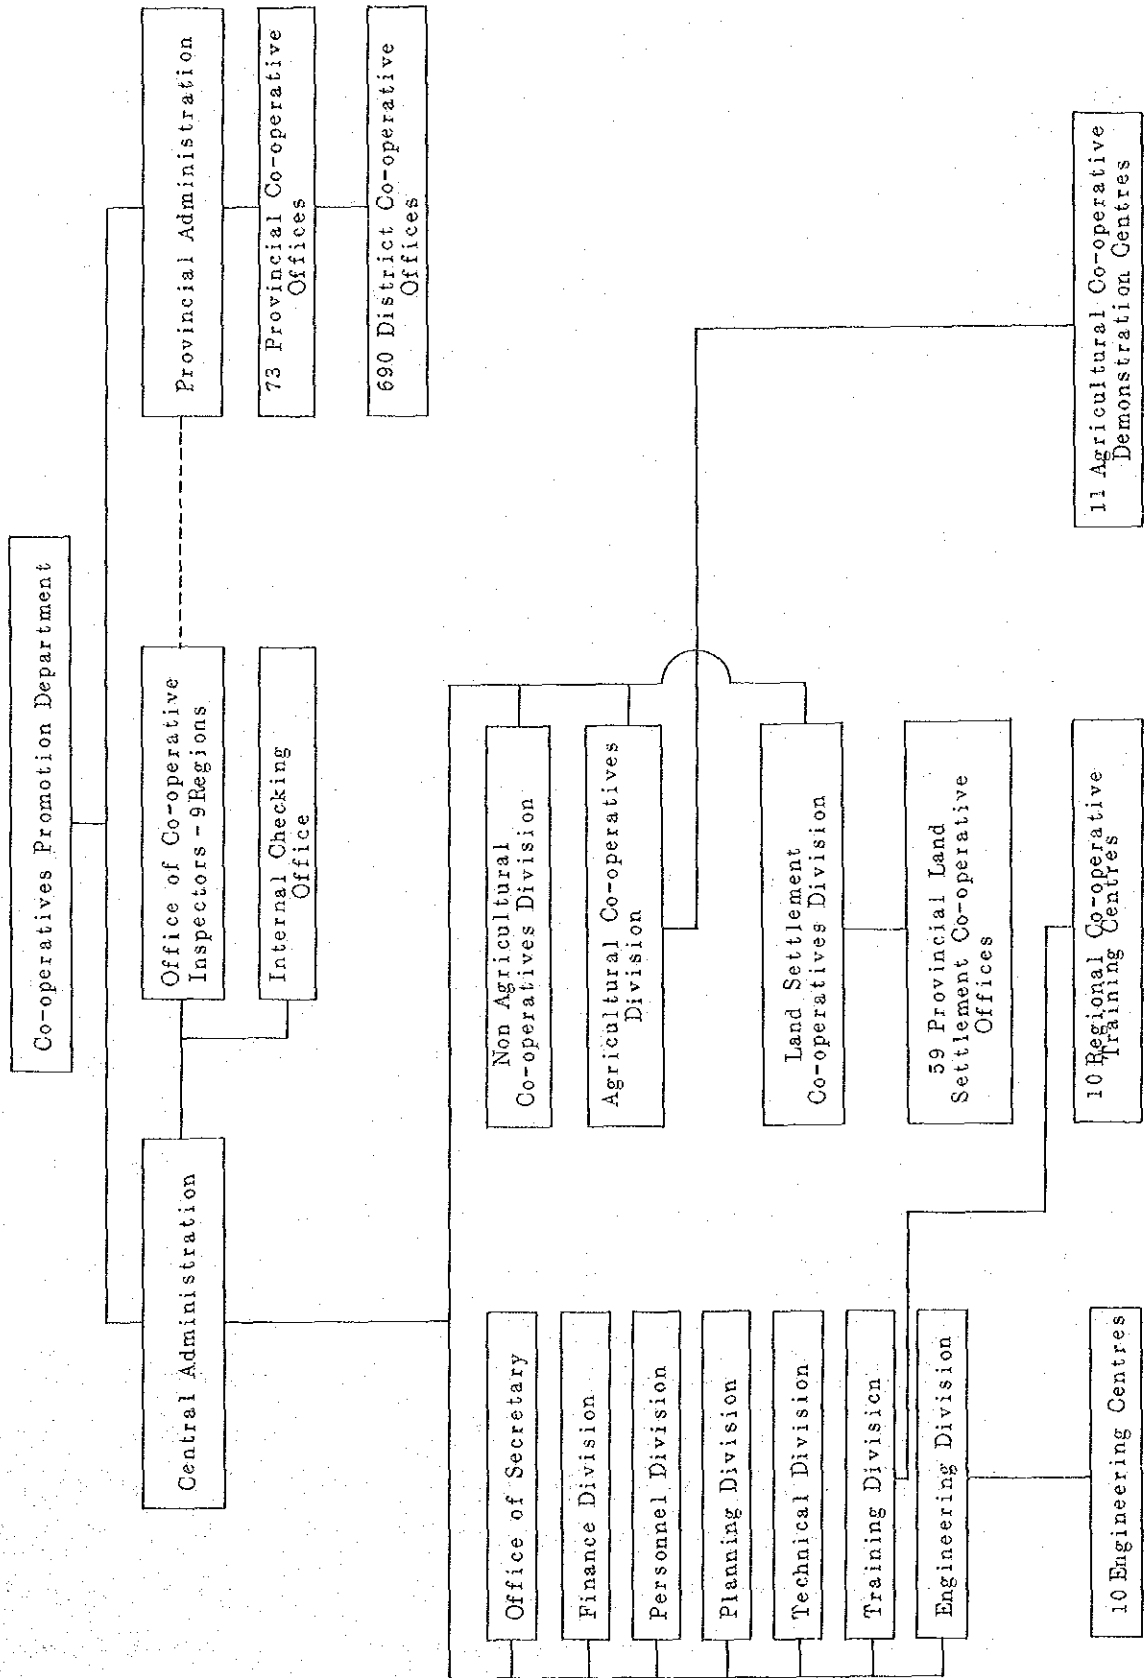 Co-operatives Promotion Department
Central Administration
Office of Co-operative
Inspectors - 9 Regions
Internal Checking
Office
Provincial Administration
73 Provincial Co-operative
Offices
690 District Co-operative
Offices
Office of Secretary
Finance Division
Personnel Division
Planning Division
Technical Division
Training Division
Engineering Division
10 Engineering Centres
Non Agricultural
Co-operatives Division
Agricultural Co-operatives
Division
Land Settlement
Co-operatives Division
59 Provincial Land
Settlement Co-operative
Offices
10 Regional Co-operative
Training Centres
11 Agricultural Co-operative
Demonstration Centres